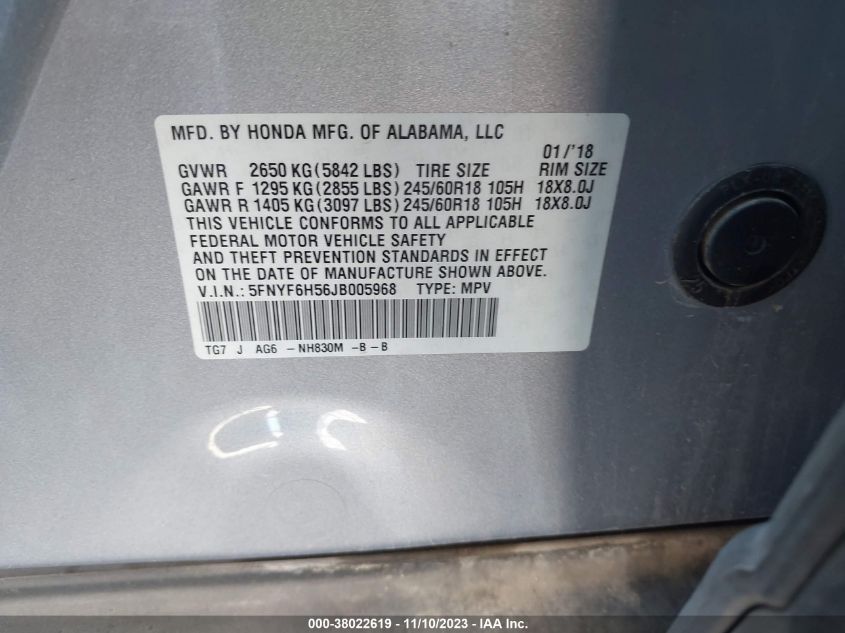 MFD. BY HONDA MFG. OF ALABAMA, LLC
01/'18
GVWR 2650 KG (5842 LBS) TIRE SIZE RIM SIZE
GAWR F 1295 KG (2855 LBS) 245/60R18 105H 18X8.0J
GAWR R 1405 KG (3097 LBS) 245/60R18 105H 18X8.0J
THIS VEHICLE CONFORMS TO ALL APPLICABLE
FEDERAL MOTOR VEHICLE SAFETY
AND THEFT PREVENTION STANDARDS IN EFFECT
ON THE DATE OF MANUFACTURE SHOWN ABOVE.
V.I.N.: 5FNYF6H56JB005968 TYPE: MPV
TG7 J AG6 - NH830M - B - B
000-38022619 - 11/10/2023 - IAA Inc.